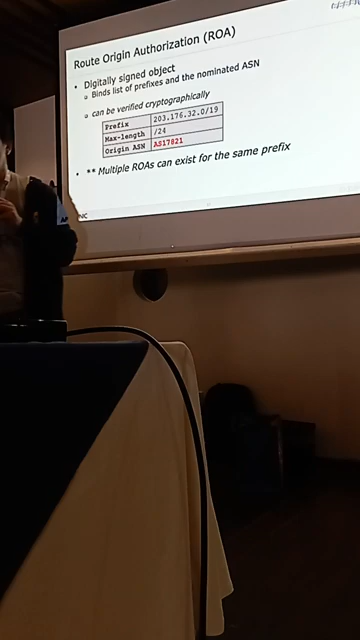 Route Origin Authorization (ROA)
• Digitally signed object
Binds list of prefixes and the nominated ASN
can be verified cryptographically
Prefix 203.176.32.0/19
Max-length /24
Origin ASN AS17821
• ** Multiple ROAs can exist for the same prefix
NIC
AP